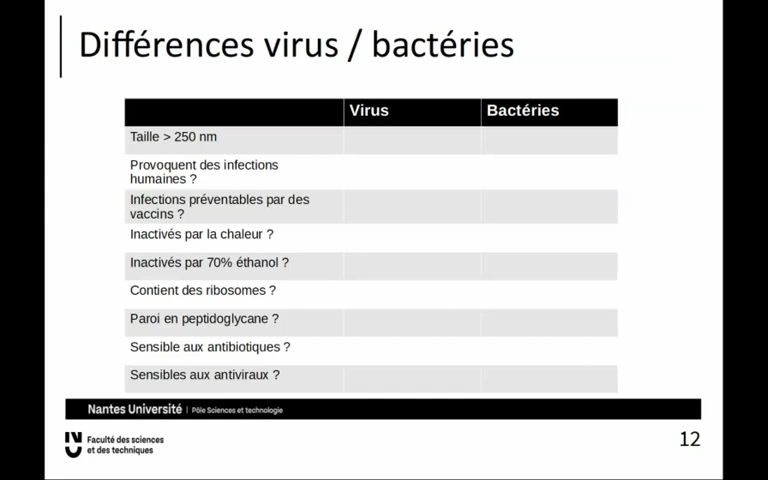 Différences virus / bactéries
Virus
Bactéries
Taille > 250 nm
Provoquent des infections
humaines ?
Infections préventables par des
vaccins ?
Inactivés par la chaleur ?
Inactivés par 70% éthanol ?
Contient des ribosomes ?
Paroi en peptidoglycane ?
Sensible aux antibiotiques ?
Sensibles aux antiviraux ?
Nantes Université | Pôle Sciences et technologie
Faculté des sciences
et des techniques
12